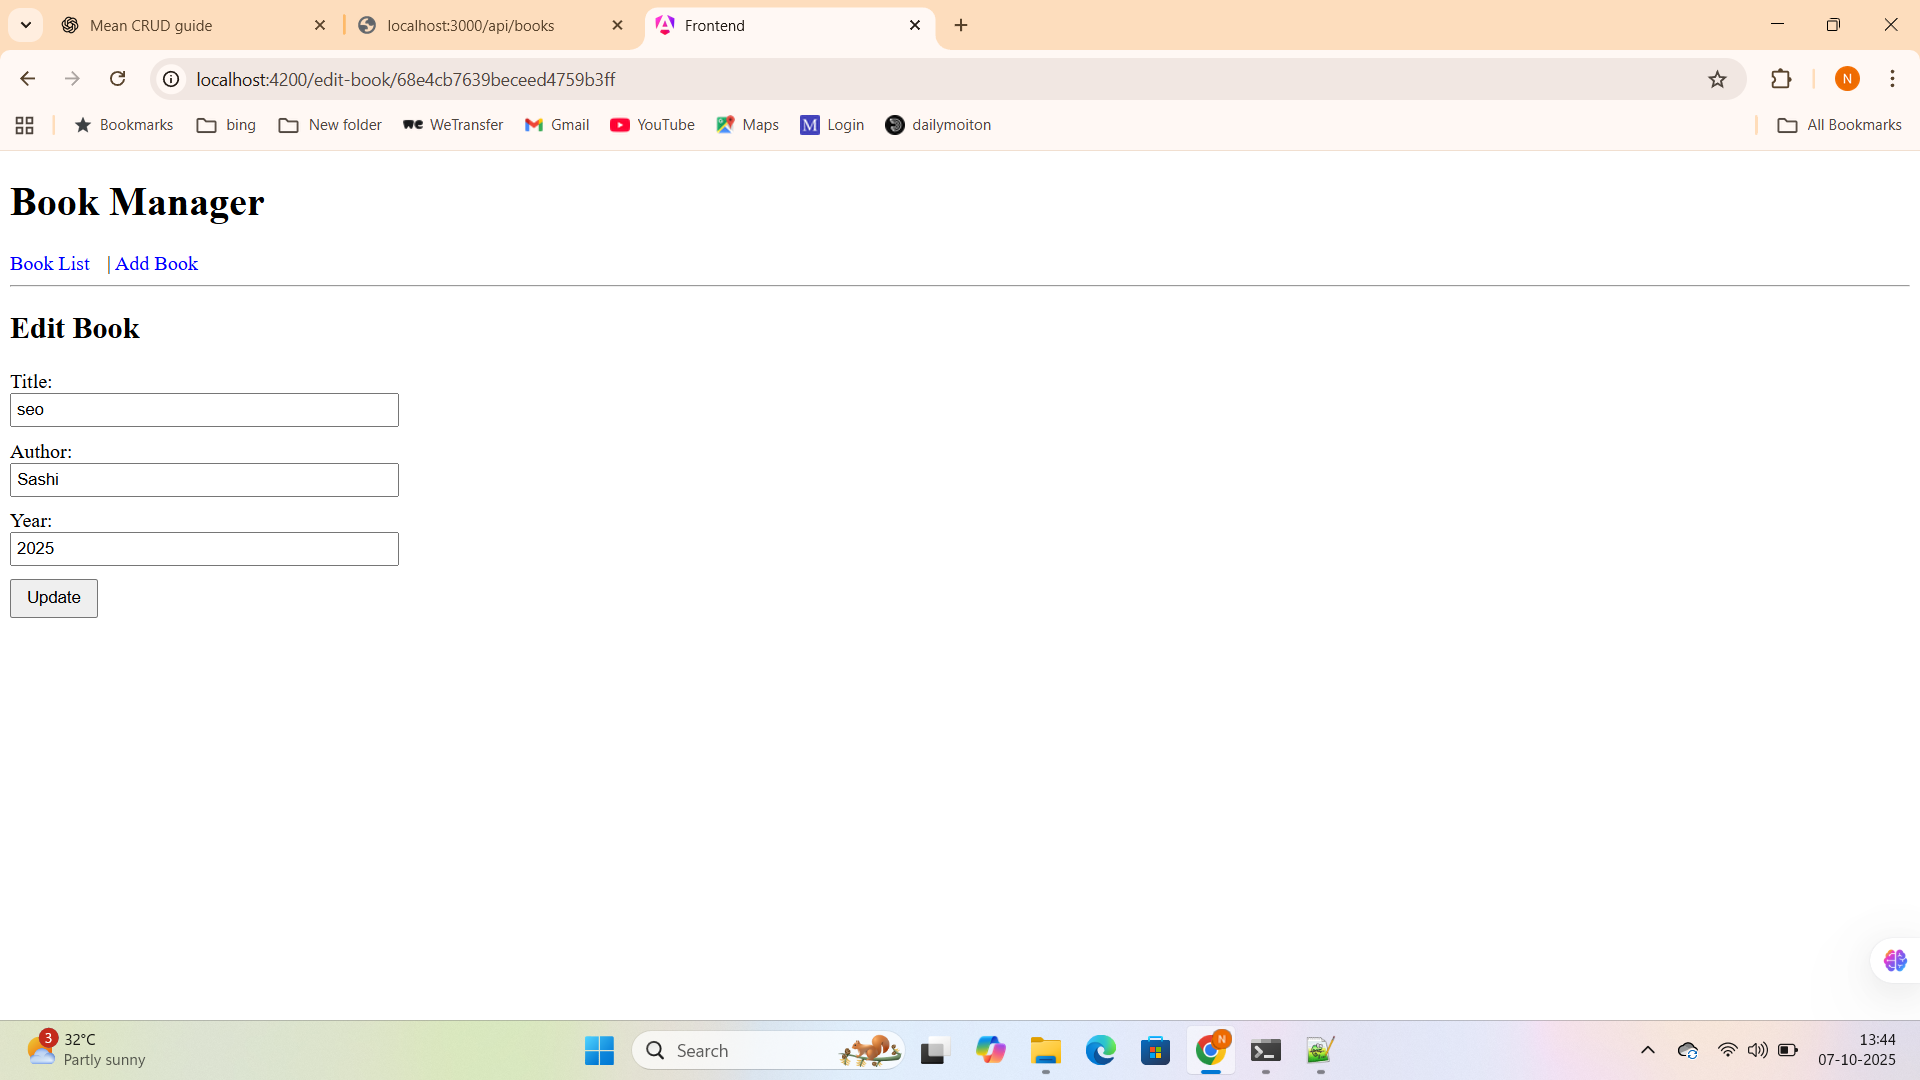 Mean CRUD guide
localhost:3000/api/books
Frontend
localhost:4200/edit-book/68e4cb7639beceed4759b3ff
N
Bookmarks
bing
New folder
WeTransfer
Gmail
YouTube
Maps
M Login
dailymoiton
All Bookmarks
Book Manager
Book List | Add Book
Edit Book
Title:
seo
Author:
Sashi
Year:
2025
Update
3
32°C
Partly sunny
Search
N
13:44
07-10-2025